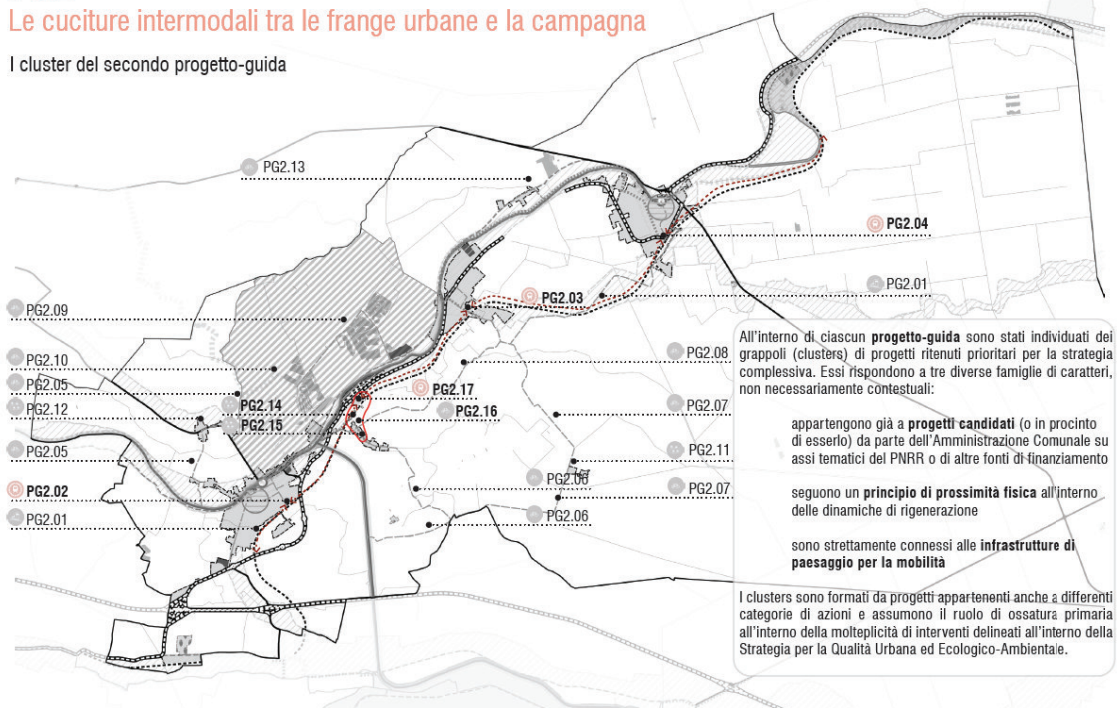 Le cuciture intermodali tra le frange urbane e la campagna
I cluster del secondo progetto-guida
PG2.13
PG2.04
PG2.01
PG2.03
PG2.09
PG2.10
PG2.05
PG2.12
PG2.05
PG2.02
PG2.01
PG2.14
PG2.15
PG2.17
PG2.16
PG2.08
PG2.07
PG2.11
PG2.07
PG2.06
PG2.06
All'interno di ciascun progetto-guida sono stati individuati dei
grappoli (clusters) di progetti ritenuti prioritari per la strategia
complessiva. Essi rispondono a tre diverse famiglie di caratteri,
non necessariamente contestuali:
appartengono già a progetti candidati (o in procinto
di esserlo) da parte dell'Amministrazione Comunale su
assi tematici del PNRR o di altre fonti di finanziamento
seguono un principio di prossimità fisica all'interno
delle dinamiche di rigenerazione
sono strettamente connessi alle infrastrutture di
paesaggio per la mobilità
I clusters sono formati da progetti appartenenti anche a differenti
categorie di azioni e assumono il ruolo di ossatura primaria
all'interno della molteplicità di interventi delineati all'interno della
Strategia per la Qualità Urbana ed Ecologico-Ambientale.